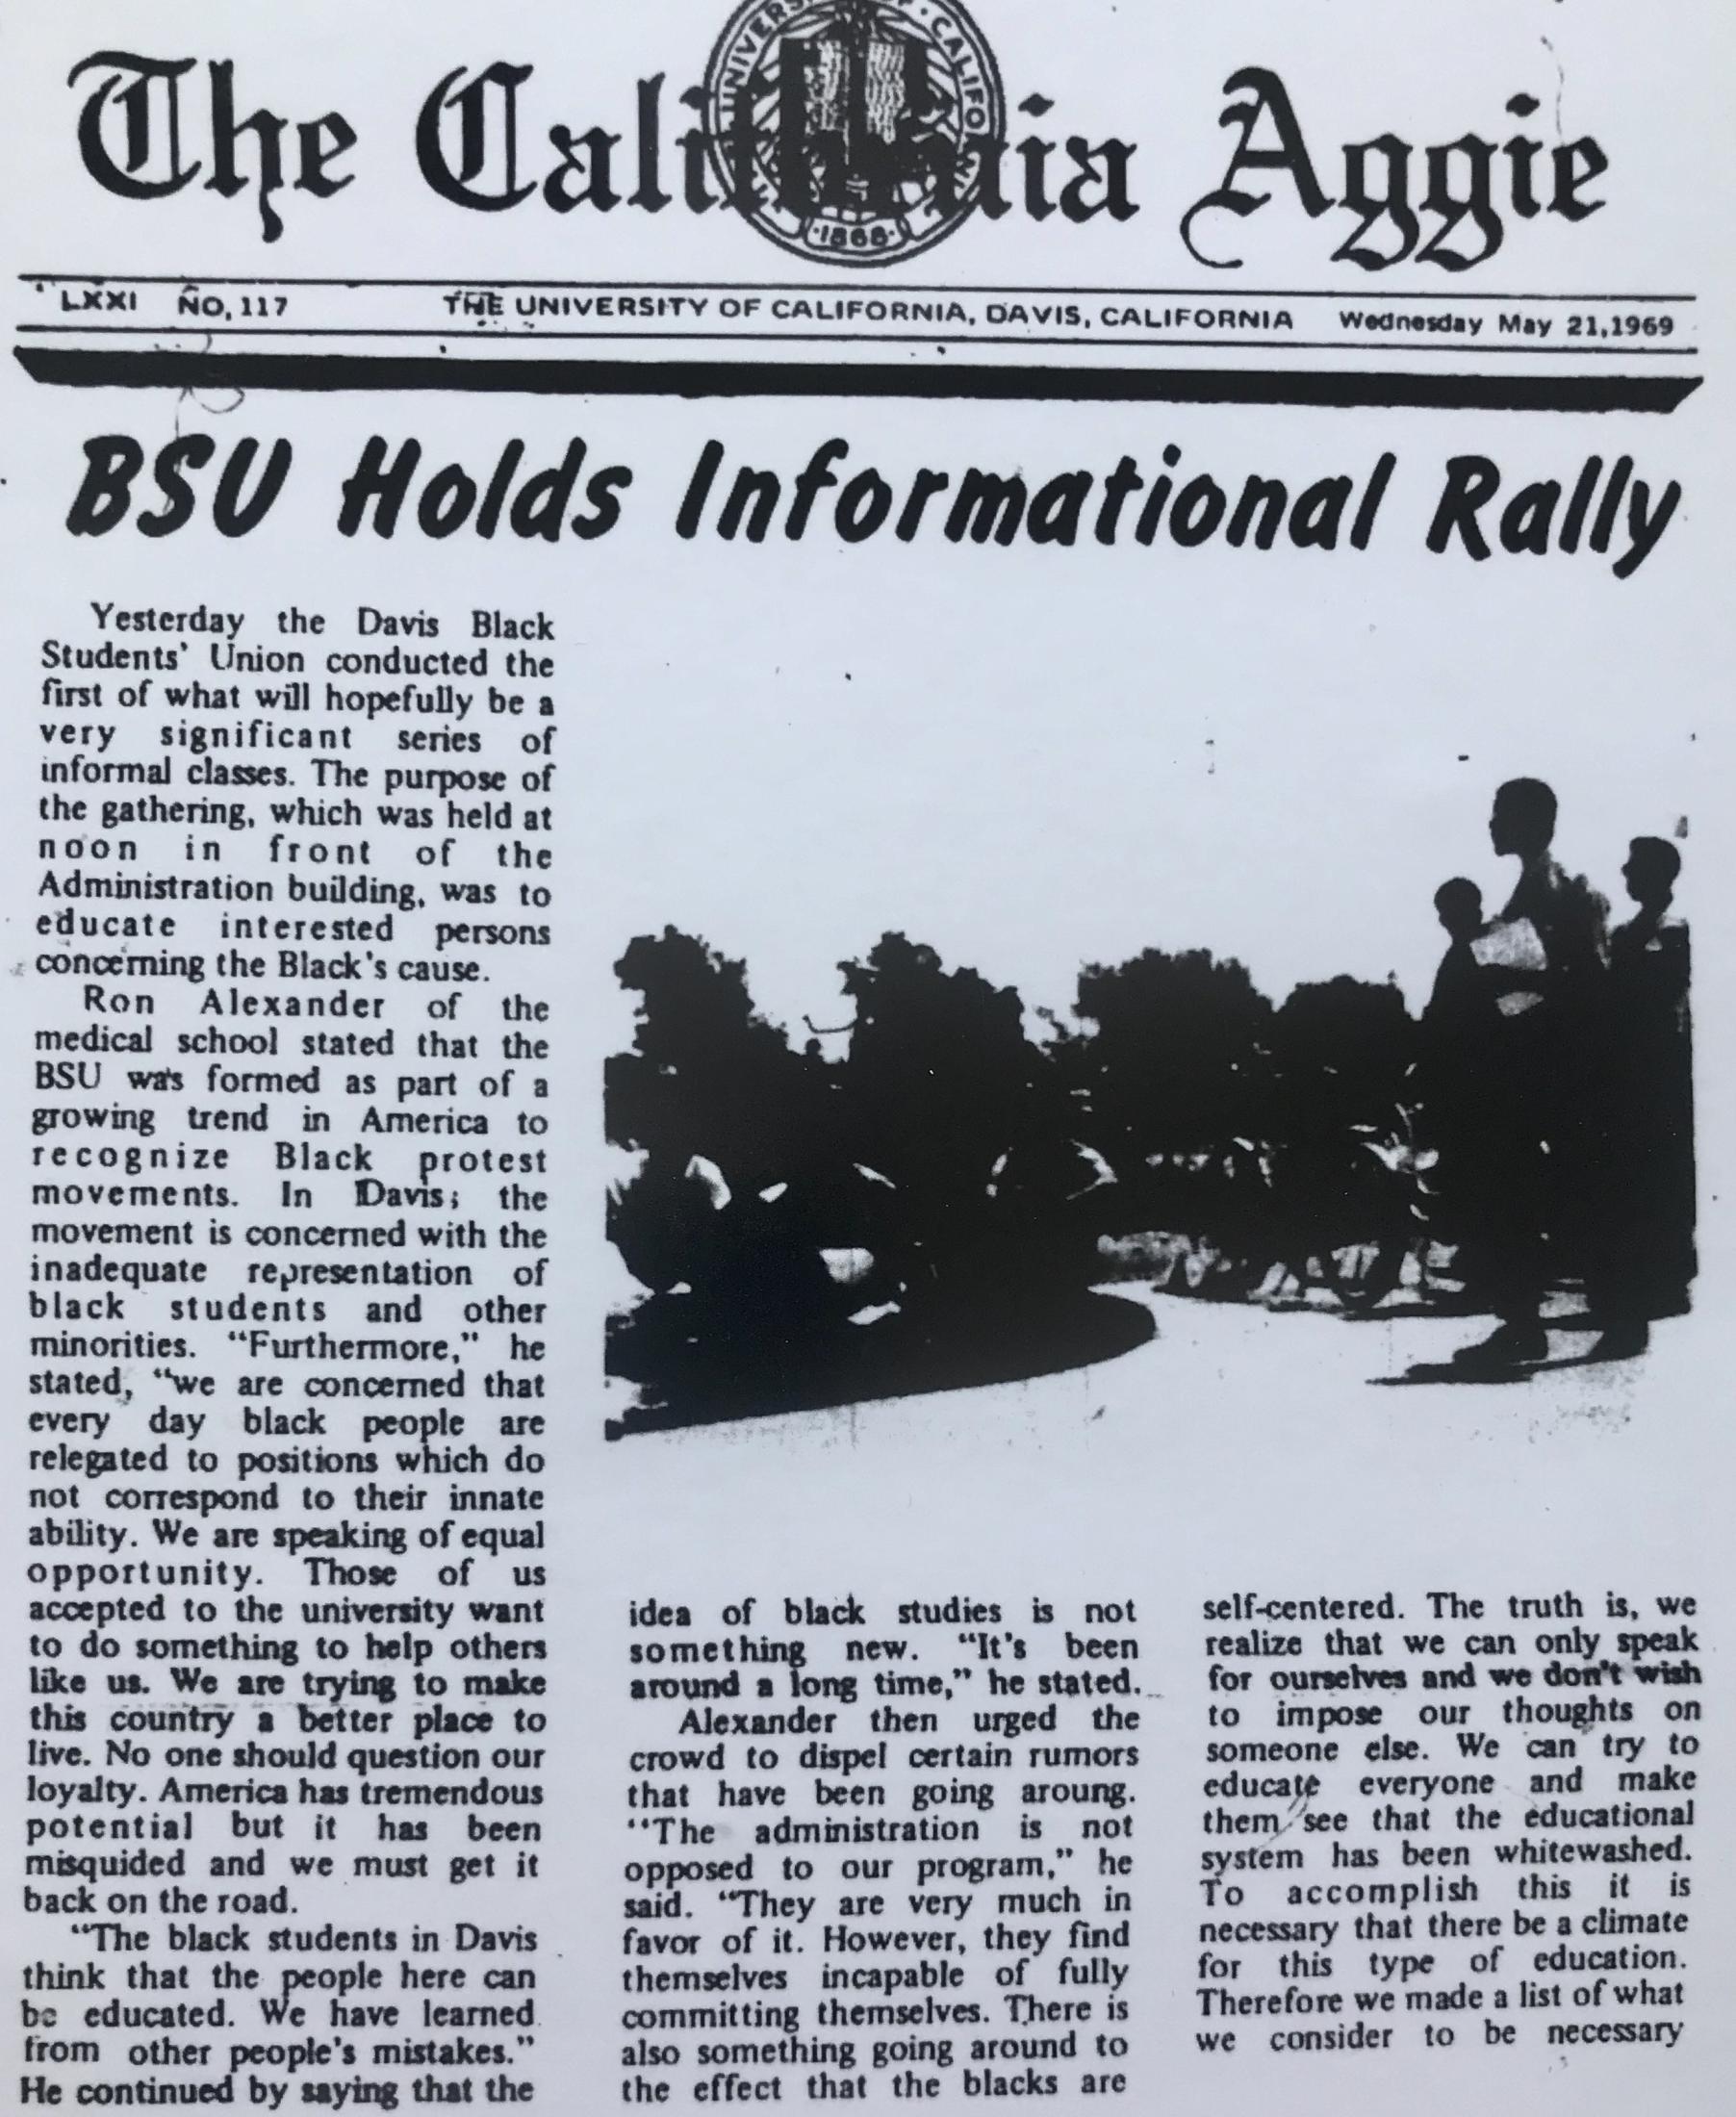 The California Aggie
UNIVERSITY OF CALIFO
1868
LXXI NO, 117 THE UNIVERSITY OF CALIFORNIA, DAVIS, CALIFORNIA Wednesday May 21,1969
BSU Holds Informational Rally
Yesterday the Davis Black
Students' Union conducted the
first of what will hopefully be a
very significant series of
informal classes. The purpose of
the gathering, which was held at
noon in front of the
Administration building, was to
educate interested persons
concerning the Black's cause.
Ron Alexander of the
medical school stated that the
BSU was formed as part of a
growing trend in America to
recognize Black protest
movements. In Davis; the
movement is concerned with the
inadequate representation of
black students and other
minorities. "Furthermore," he
stated, "we are concerned that
every day black people are
relegated to positions which do
not correspond to their innate
ability. We are speaking of equal
opportunity. Those of us
accepted to the university want
to do something to help others
like us. We are trying to make
this country a better place to
live. No one should question our
loyalty. America has tremendous
potential but it has been
misquided and we must get it
back on the road.
"The black students in Davis
think that the people here can
be educated. We have learned
from other people's mistakes."
He continued by saying that the
idea of black studies is not
something new. "It's been
around a long time," he stated.
Alexander then urged the
crowd to dispel certain rumors
that have been going aroung.
"The administration is not
opposed to our program," he
said. "They are very much in
favor of it. However, they find
themselves incapable of fully
committing themselves. There is
also something going around to
the effect that the blacks are
self-centered. The truth is, we
realize that we can only speak
for ourselves and we don't wish
to impose our thoughts on
someone else. We can try to
educate everyone and make
them see that the educational
system has been whitewashed.
To accomplish this it is
necessary that there be a climate
for this type of education.
Therefore we made a list of what
we consider to be necessary